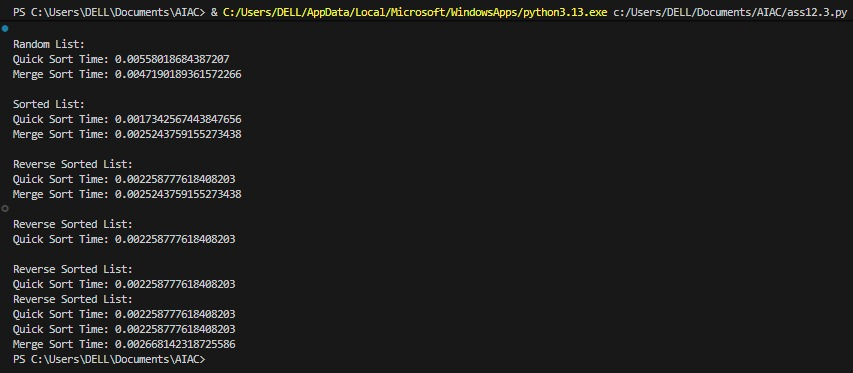 PS C:\Users\DELL\Documents\AIAC> & C:/Users/DELL/AppData/Local/Microsoft/WindowsApps/python3.13.exe c:/Users/DELL/Documents/AIAC/ass12.3.py
Random List:
Quick Sort Time: 0.00558018684387207
Merge Sort Time: 0.0047190189361572266
Sorted List:
Quick Sort Time: 0.0017342567443847656
Merge Sort Time: 0.0025243759155273438
Reverse Sorted List:
Quick Sort Time: 0.002258777618408203
Merge Sort Time: 0.0025243759155273438
Reverse Sorted List:
Quick Sort Time: 0.002258777618408203
Reverse Sorted List:
Quick Sort Time: 0.002258777618408203
Reverse Sorted List:
Quick Sort Time: 0.002258777618408203
Quick Sort Time: 0.002258777618408203
Merge Sort Time: 0.002668142318725586
PS C:\Users\DELL\Documents\AIAC>